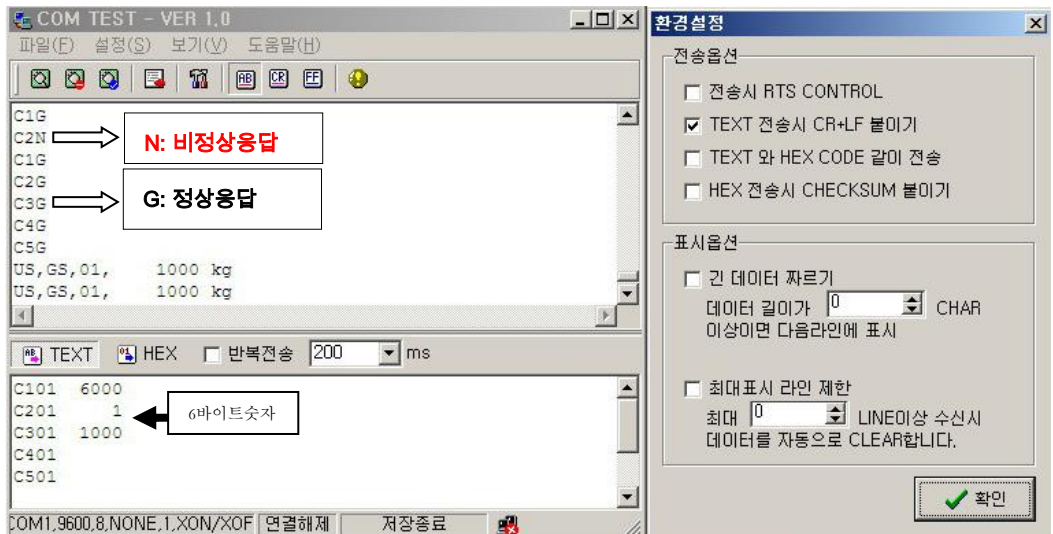 COM TEST - VER 1,0
파일(F) 설정(S) 보기(V) 도움말(H)
AB CR FF
C1G
C2N
N: 비정상응답
C1G
C2G
C3G
G: 정상응답
C4G
C5G
US,GS,01, 1000 kg
US,GS,01, 1000 kg
TEXT HEX 반복전송 200 ms
C101 6000
C201 1
6바이트숫자
C301 1000
C401
C501
COM1,9600,8,NONE,1,XON/XOF 연결해제 저장종료
환경설정
전송옵션
전송시 RTS CONTROL
TEXT 전송시 CR+LF 붙이기
TEXT 와 HEX CODE 같이 전송
HEX 전송시 CHECKSUM 붙이기
표시옵션
긴 데이터 짜르기
데이터 길이가 0 CHAR
이상이면 다음라인에 표시
최대표시 라인 제한
최대 0 LINE이상 수신시
데이터를 자동으로 CLEAR합니다.
확인